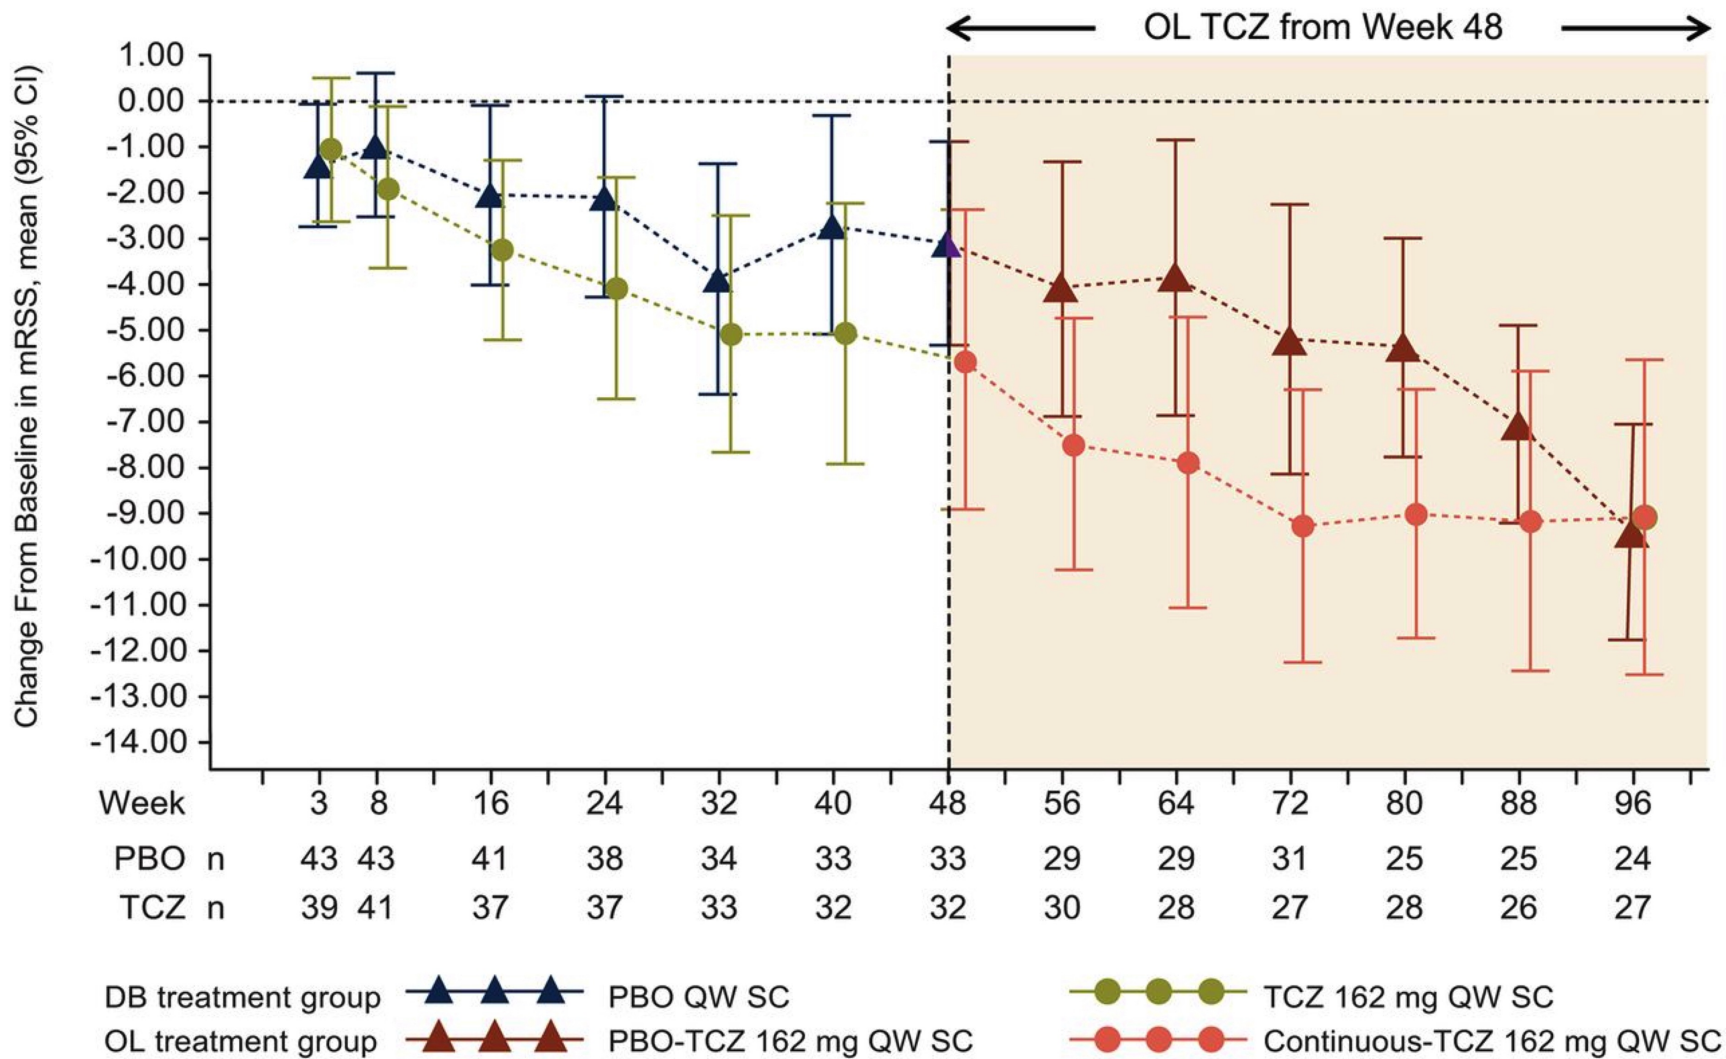 OL TCZ from Week 48
Change From Baseline in mRSS, mean (95% CI)
1.00
0.00
-1.00
-2.00
-3.00
-4.00
-5.00
-6.00
-7.00
-8.00
-9.00
-10.00
-11.00
-12.00
-13.00
-14.00
Week 3 8 16 24 32 40 48 56 64 72 80 88 96
PBO n 43 43 41 38 34 33 33 29 29 31 25 25 24
TCZ n 39 41 37 37 33 32 32 30 28 27 28 26 27
DB treatment group PBO QW SC TCZ 162 mg QW SC
OL treatment group PBO-TCZ 162 mg QW SC Continuous-TCZ 162 mg QW SC